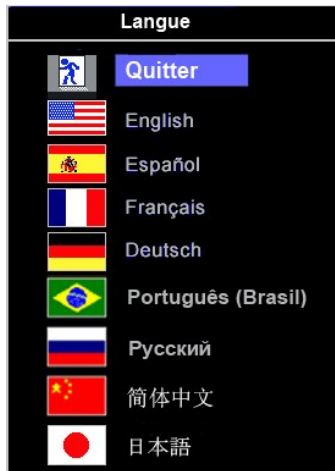 Langue
Quitter
English
Español
Français
Deutsch
Português (Brasil)
Русский
简体中文
日本語